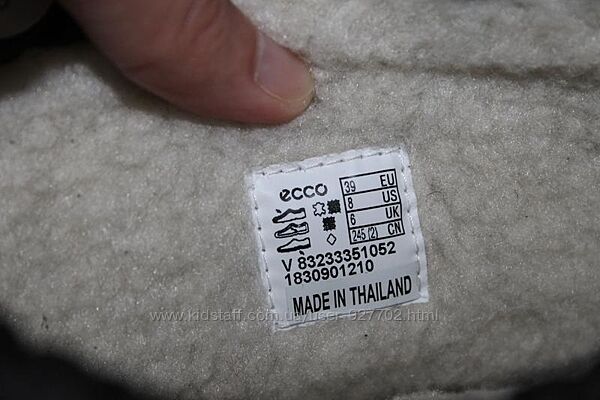 ecco
39 EU
8 US
6 UK
245 (2) CN
V 83233351052
1830901210
MADE IN THAILAND
www.kidstaff.com.ua/user-927702.html